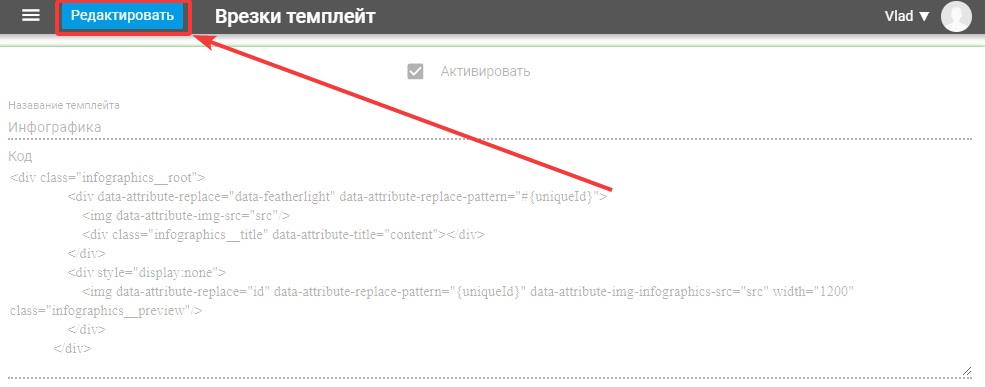 Редактировать Врезки темплейт Vlad ▼
Активировать
Назавание темплейта
Инфографика
Код
<div class="infographics__root">
<div data-attribute-replace="data-featherlight" data-attribute-replace-pattern="#{uniqueId}">
<img data-attribute-img-src="src"/>
<div class="infographics__title" data-attribute-title="content"></div>
</div>
<div style="display:none">
<img data-attribute-replace="id" data-attribute-replace-pattern="{uniqueId}" data-attribute-img-infographics-src="src" width="1200"
class="infographics__preview"/>
</div>
</div>